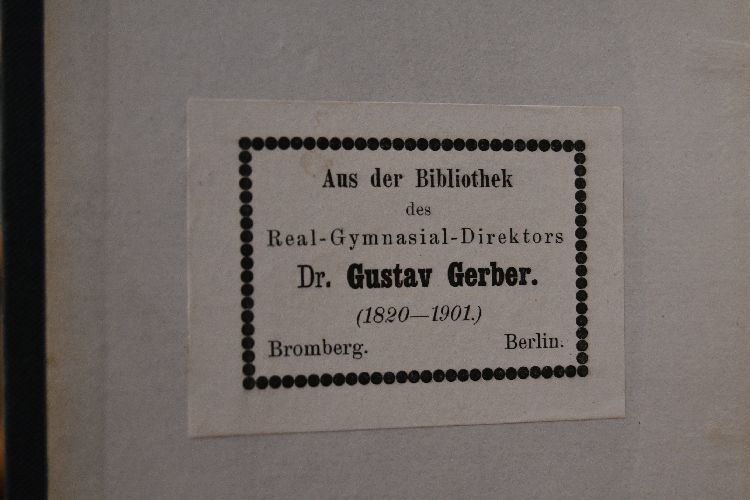 Aus der Bibliothek
des
Real-Gymnasial-Direktors
Dr. Gustav Gerber.
(1820—1901.)
Bromberg. Berlin.